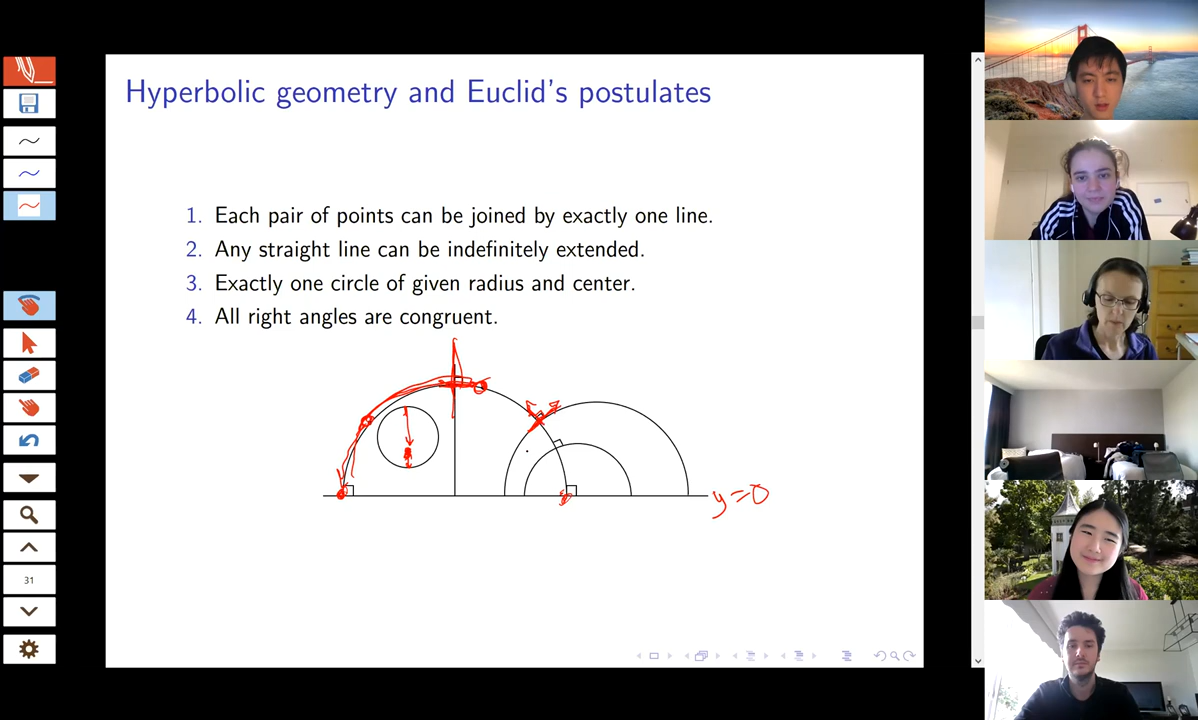 Hyperbolic geometry and Euclid's postulates
1. Each pair of points can be joined by exactly one line.
2. Any straight line can be indefinitely extended.
3. Exactly one circle of given radius and center.
4. All right angles are congruent.
y=0
31